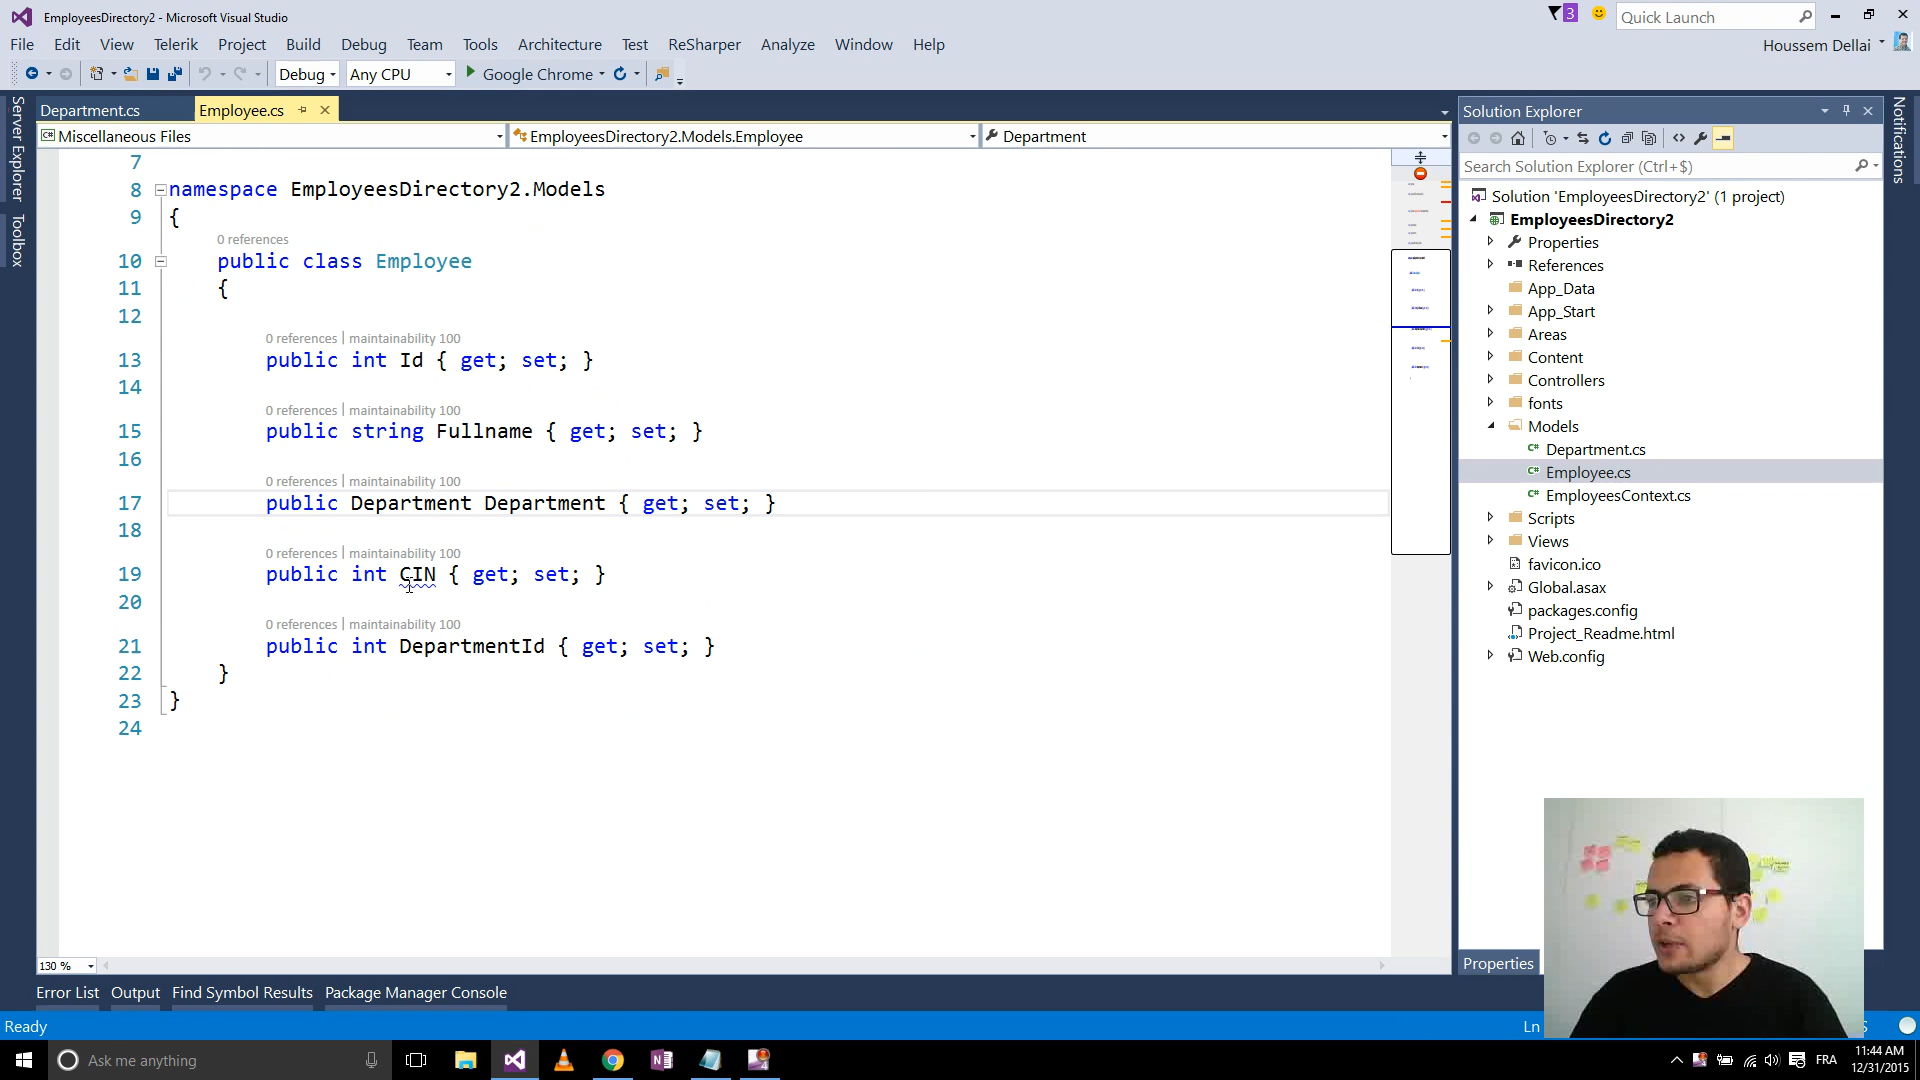 EmployeesDirectory2 - Microsoft Visual Studio
3
Quick Launch
File Edit View Telerik Project Build Debug Team Tools Architecture Test ReSharper Analyze Window Help
Houssem Dellai
Debug Any CPU Google Chrome
Server Explorer
Toolbox
Department.cs Employee.cs
Miscellaneous Files EmployeesDirectory2.Models.Employee Department
7
8 namespace EmployeesDirectory2.Models
9 {
0 references
10 public class Employee
11 {
12
0 references | maintainability 100
13 public int Id { get; set; }
14
0 references | maintainability 100
15 public string Fullname { get; set; }
16
0 references | maintainability 100
17 public Department Department { get; set; }
18
0 references | maintainability 100
19 public int CIN { get; set; }
20
0 references | maintainability 100
21 public int DepartmentId { get; set; }
22 }
23 }
24
130 %
Solution Explorer
Search Solution Explorer (Ctrl+$)
Solution 'EmployeesDirectory2' (1 project)
EmployeesDirectory2
Properties
References
App_Data
App_Start
Areas
Content
Controllers
fonts
Models
C# Department.cs
C# Employee.cs
C# EmployeesContext.cs
Scripts
Views
favicon.ico
Global.asax
packages.config
Project_Readme.html
Web.config
Properties
Notifications
Error List Output Find Symbol Results Package Manager Console
Ready
Ln
Ask me anything
FRA
11:44 AM
12/31/2015